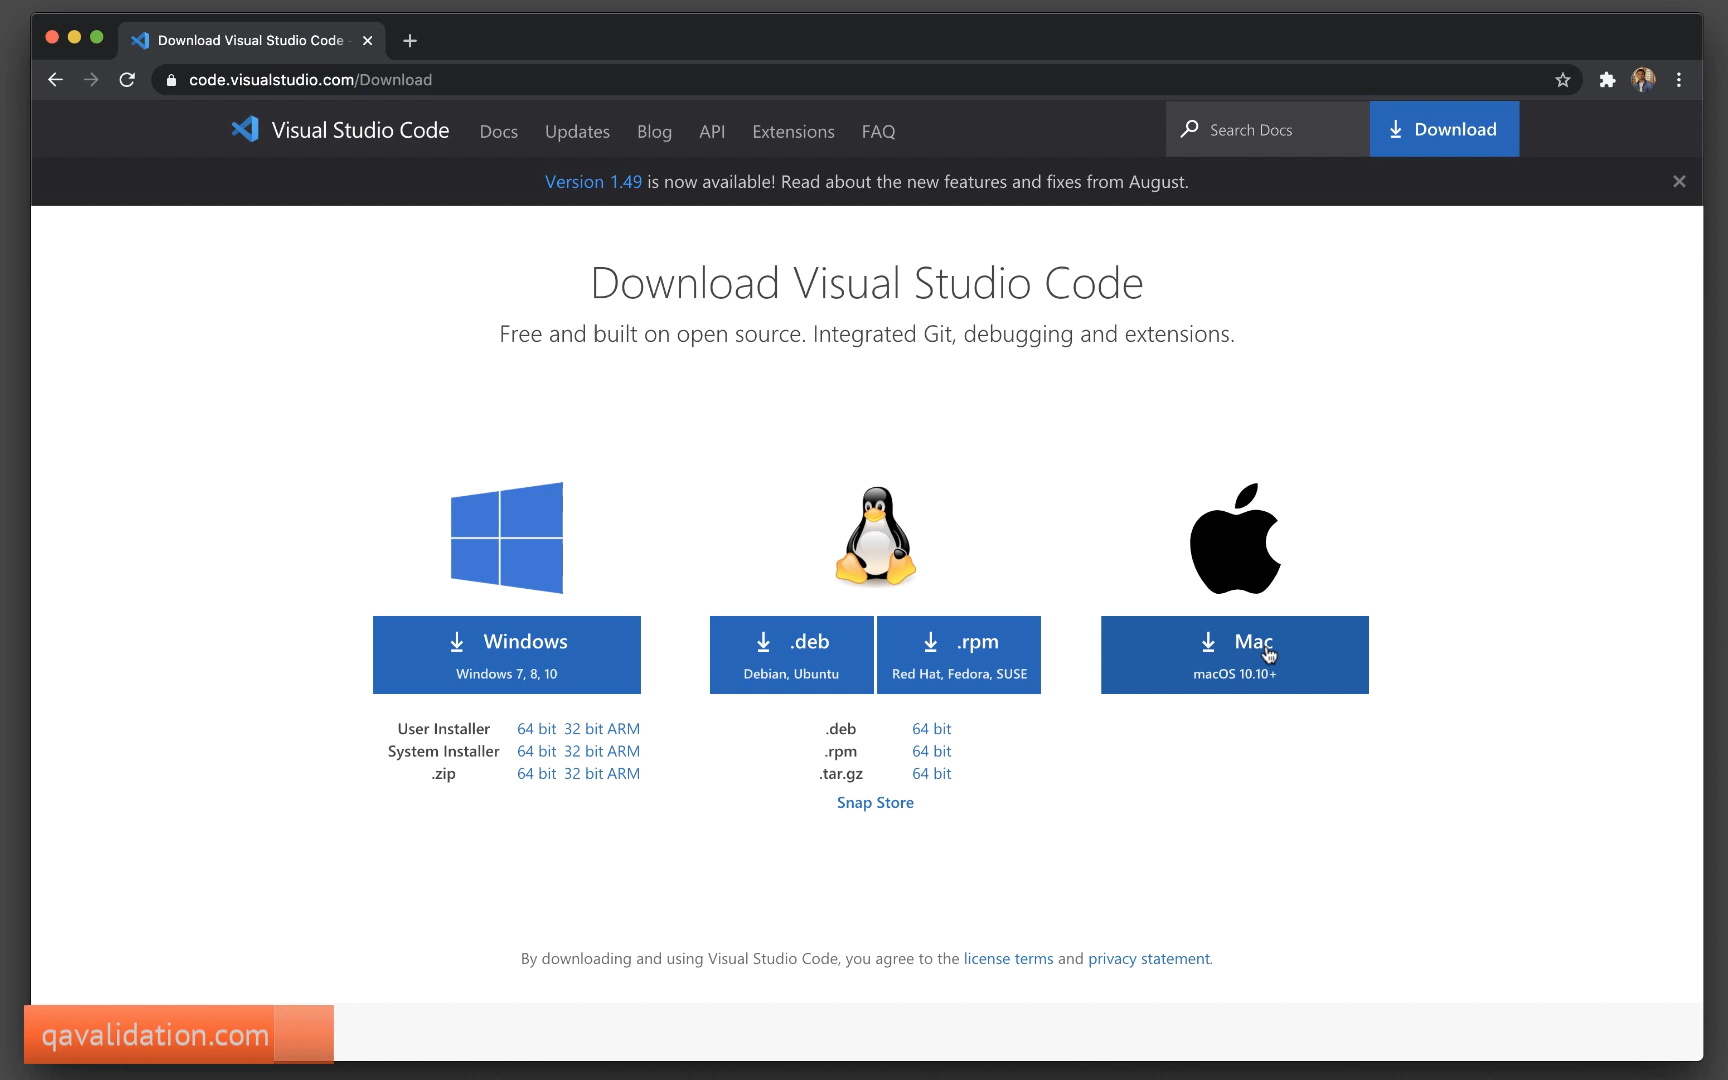 Download Visual Studio Code -
code.visualstudio.com/Download
Visual Studio Code Docs Updates Blog API Extensions FAQ Search Docs Download
Version 1.49 is now available! Read about the new features and fixes from August.
Download Visual Studio Code
Free and built on open source. Integrated Git, debugging and extensions.
Windows
Windows 7, 8, 10
.deb
Debian, Ubuntu
.rpm
Red Hat, Fedora, SUSE
Mac
macOS 10.10+
User Installer 64 bit 32 bit ARM
System Installer 64 bit 32 bit ARM
.zip 64 bit 32 bit ARM
.deb 64 bit
.rpm 64 bit
.tar.gz 64 bit
Snap Store
By downloading and using Visual Studio Code, you agree to the license terms and privacy statement.
qavalidation.com